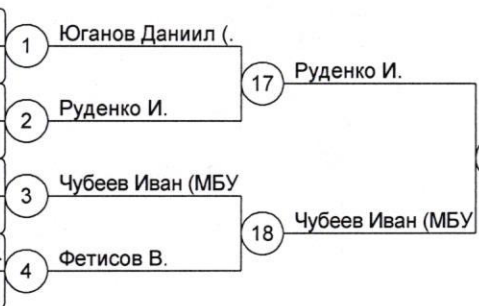 1 Юганов Даниил (.
17 Руденко И.
2 Руденко И.
3 Чубеев Иван (МБУ
18 Чубеев Иван (МБУ
4 Фетисов В.